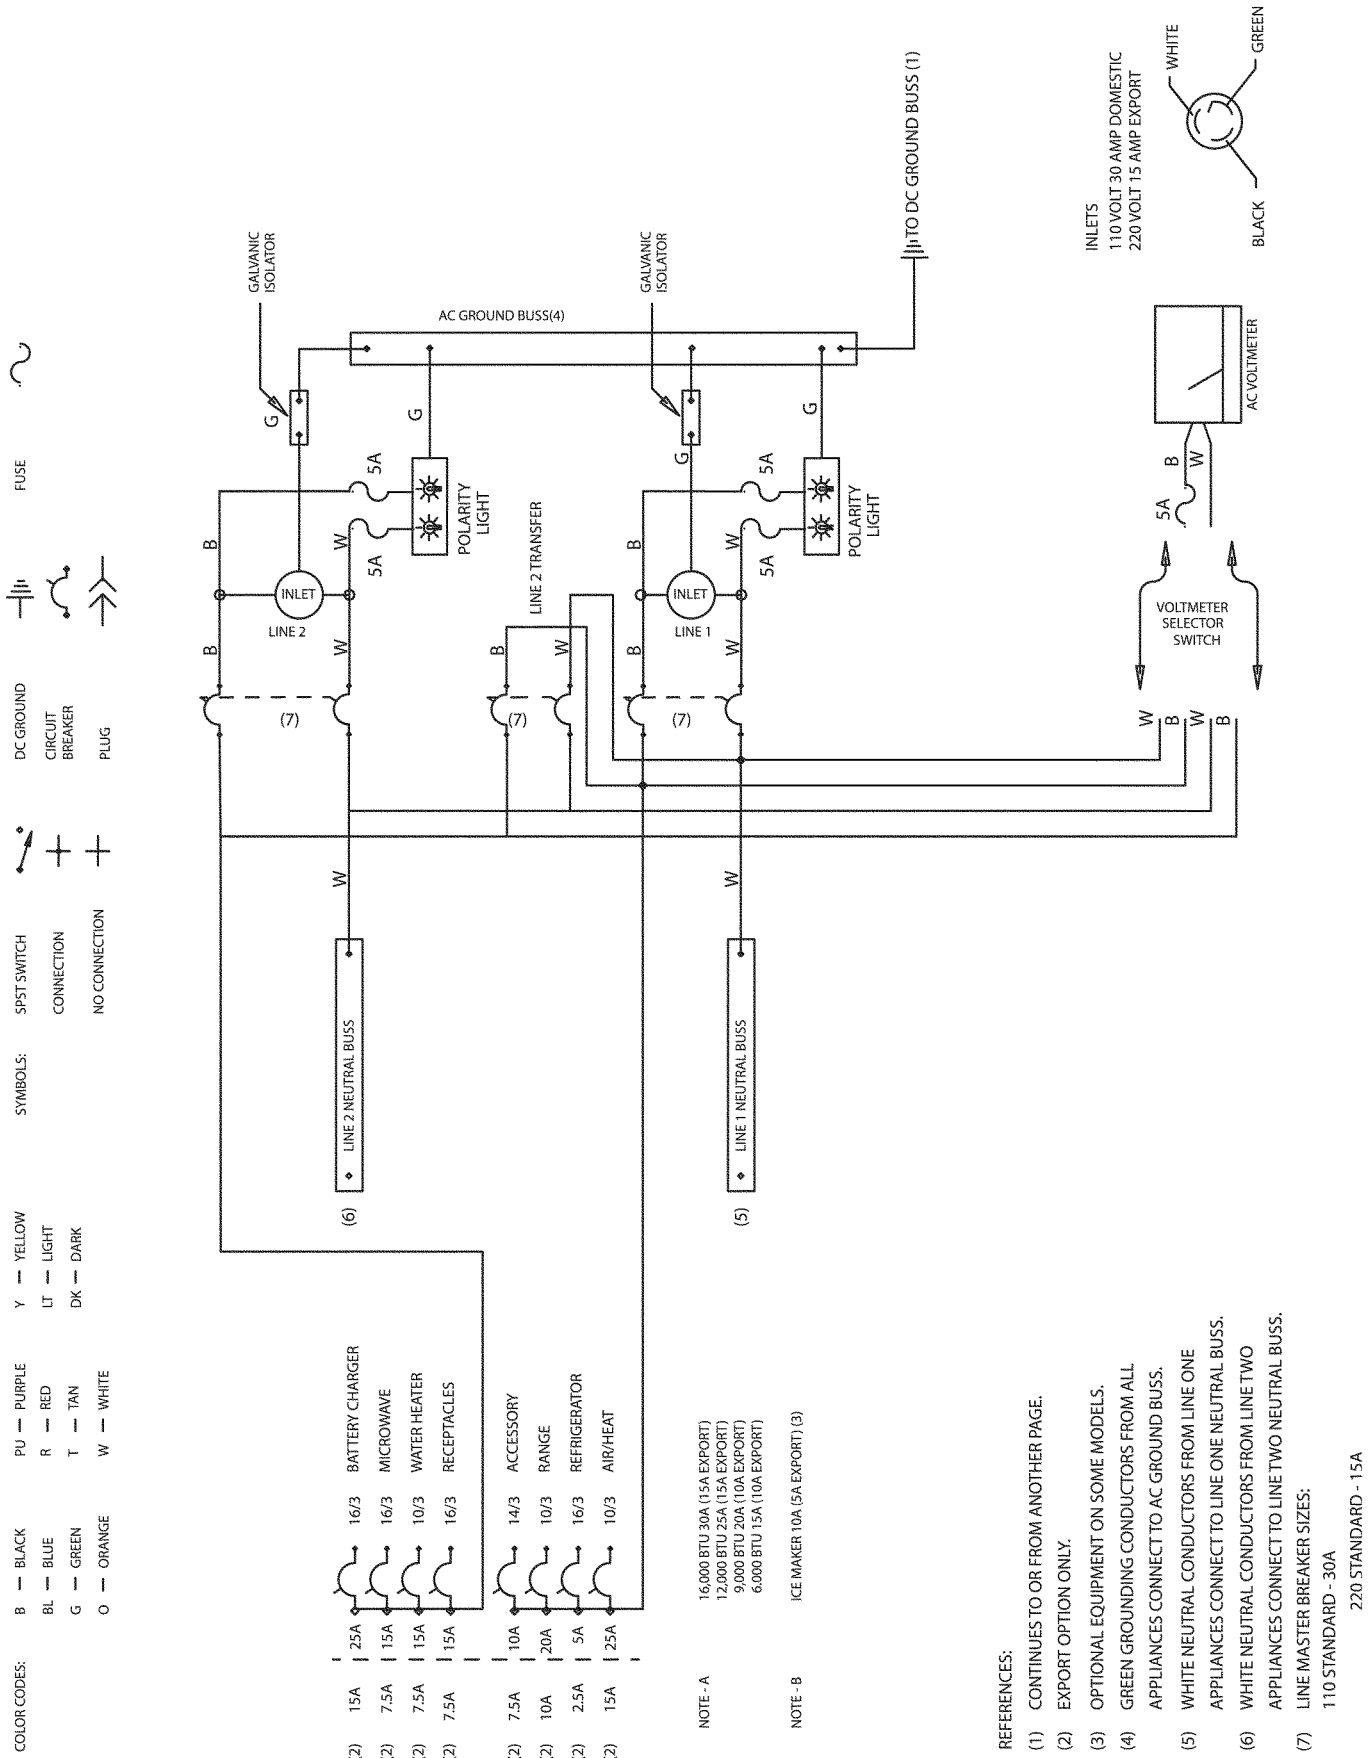 COLOR CODES:
B — BLACK
BL — BLUE
G — GREEN
O — ORANGE
PU — PURPLE
R — RED
T — TAN
W — WHITE
Y — YELLOW
LT — LIGHT
DK — DARK
SYMBOLS:
SPST SWITCH
CONNECTION
NO CONNECTION
DC GROUND
CIRCUIT
BREAKER
PLUG
FUSE
2) 15A 25A 16/3 BATTERY CHARGER
2) 7.5A 15A 16/3 MICROWAVE
2) 7.5A 15A 10/3 WATER HEATER
2) 7.5A 15A 16/3 RECEPTACLES
2) 7.5A 10A 14/3 ACCESSORY
2) 10A 20A 10/3 RANGE
2) 2.5A 5A 16/3 REFRIGERATOR
2) 15A 25A 10/3 AIR/HEAT
NOTE - A
16,000 BTU 30A (15A EXPORT)
12,000 BTU 25A (15A EXPORT)
9,000 BTU 20A (10A EXPORT)
6.000 BTU 15A (10A EXPORT)
NOTE - B
ICE MAKER 10A (5A EXPORT) (3)
(6)
LINE 2 NEUTRAL BUSS
W
(5)
LINE 1 NEUTRAL BUSS
W
B
B
(7)
W
W
INLET
LINE 2
5A
5A
POLARITY
LIGHT
G
G
GALVANIC
ISOLATOR
AC GROUND BUSS(4)
B
W
(7)
LINE 2 TRANSFER
B
B
(7)
W
W
INLET
LINE 1
5A
5A
POLARITY
LIGHT
G
G
GALVANIC
ISOLATOR
TO DC GROUND BUSS (1)
W
B
W
B
VOLTMETER
SELECTOR
SWITCH
5A
B
W
AC VOLTMETER
INLETS
110 VOLT 30 AMP DOMESTIC
220 VOLT 15 AMP EXPORT
WHITE
GREEN
BLACK
REFERENCES:
(1) CONTINUES TO OR FROM ANOTHER PAGE.
(2) EXPORT OPTION ONLY.
(3) OPTIONAL EQUIPMENT ON SOME MODELS.
(4) GREEN GROUNDING CONDUCTORS FROM ALL
APPLIANCES CONNECT TO AC GROUND BUSS.
(5) WHITE NEUTRAL CONDUCTORS FROM LINE ONE
APPLIANCES CONNECT TO LINE ONE NEUTRAL BUSS.
(6) WHITE NEUTRAL CONDUCTORS FROM LINE TWO
APPLIANCES CONNECT TO LINE TWO NEUTRAL BUSS.
(7) LINE MASTER BREAKER SIZES:
110 STANDARD - 30A
220 STANDARD - 15A